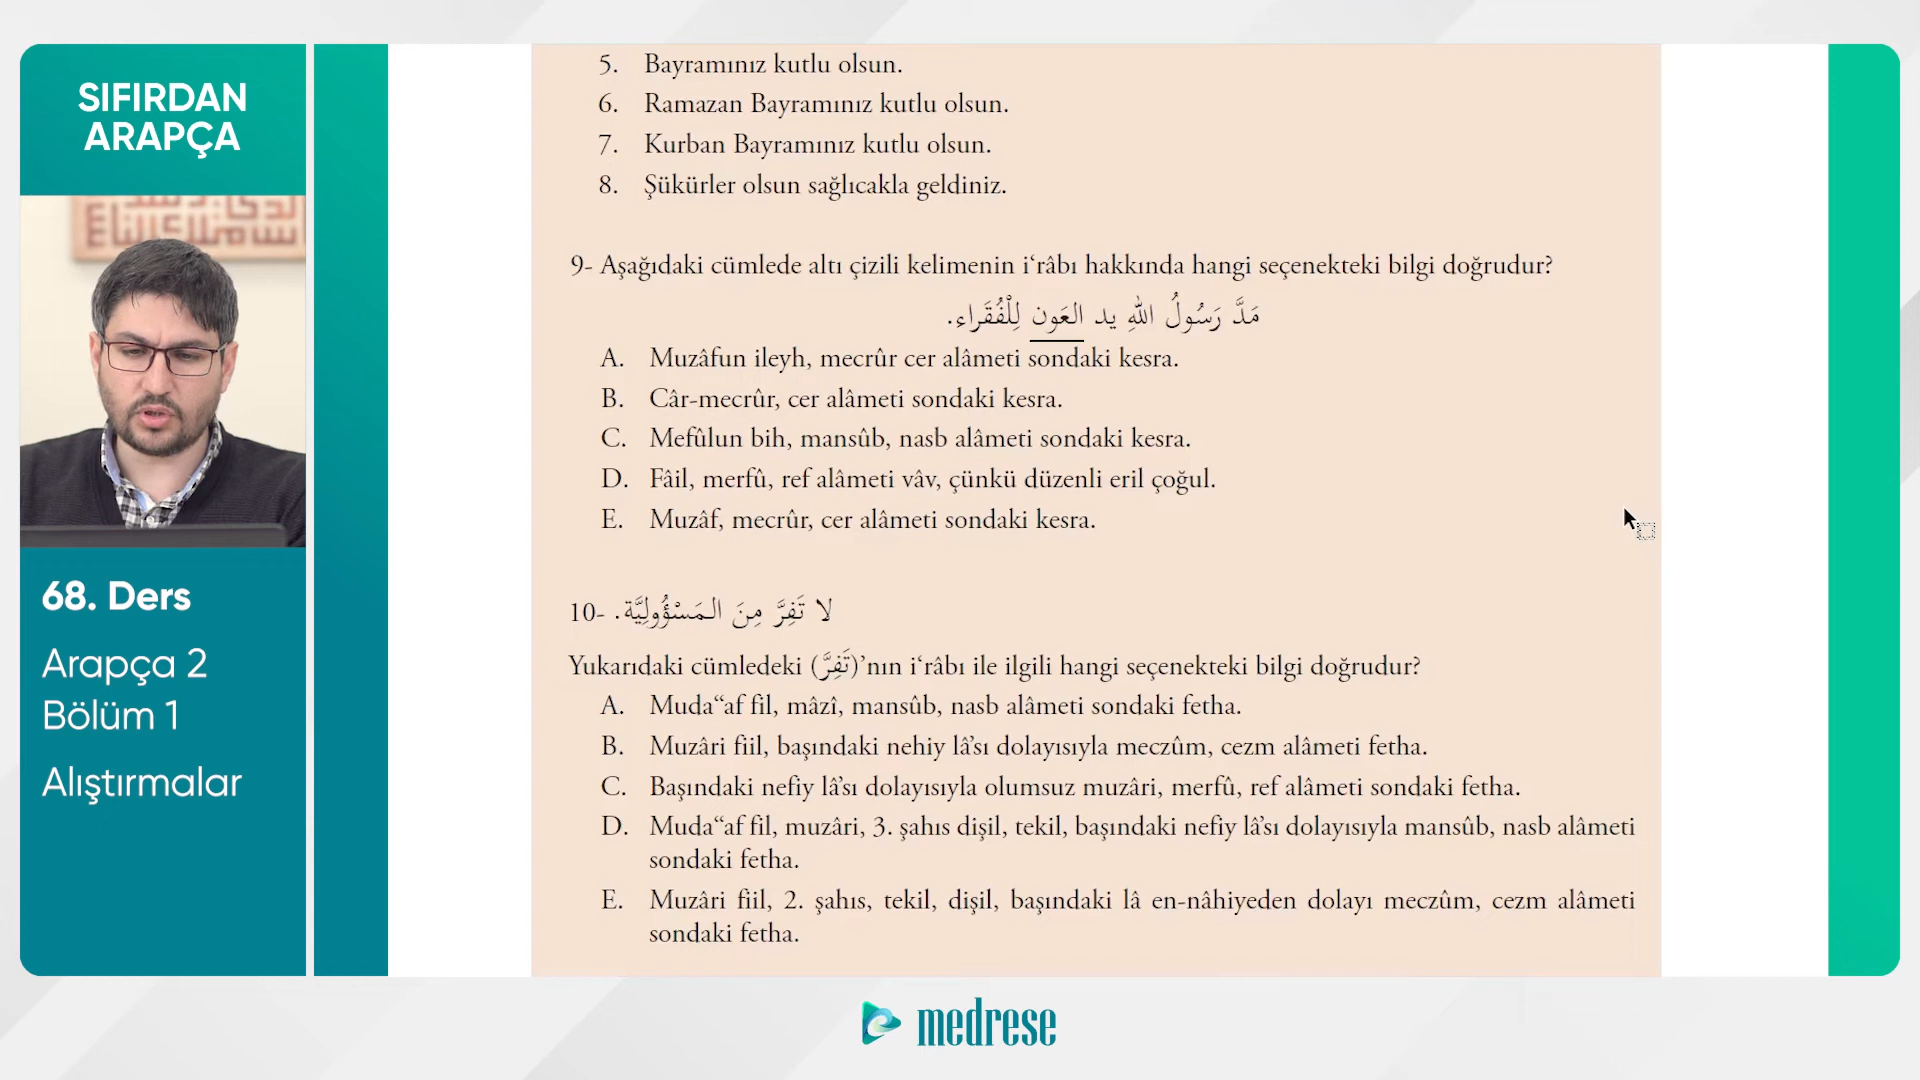 SIFIRDAN
ARAPÇA
68. Ders
Arapça 2
Bölüm 1
Alıştırmalar
5. Bayramınız kutlu olsun.
6. Ramazan Bayramınız kutlu olsun.
7. Kurban Bayramınız kutlu olsun.
8. Şükürler olsun sağlıcakla geldiniz.
9- Aşağıdaki cümlede altı çizili kelimenin i‘râbı hakkında hangi seçenekteki bilgi doğrudur?
مَدَّ رَسُولُ اللهِ يد العَون لِلْفُقَراء.
A. Muzâfun ileyh, mecrûr cer alâmeti sondaki kesra.
B. Câr-mecrûr, cer alâmeti sondaki kesra.
C. Mefûlun bih, mansûb, nasb alâmeti sondaki kesra.
D. Fâil, merfû, ref alâmeti vâv, çünkü düzenli eril çoğul.
E. Muzâf, mecrûr, cer alâmeti sondaki kesra.
10- لا تَفِرَّ مِنَ المَسْؤُولِيَّة.
Yukarıdaki cümledeki (تَفِرَّ)’nın i‘râbı ile ilgili hangi seçenekteki bilgi doğrudur?
A. Muda“af fil, mâzî, mansûb, nasb alâmeti sondaki fetha.
B. Muzâri fiil, başındaki nehiy lâ’sı dolayısıyla meczûm, cezm alâmeti fetha.
C. Başındaki nefiy lâ’sı dolayısıyla olumsuz muzâri, merfû, ref alâmeti sondaki fetha.
D. Muda“af fil, muzâri, 3. şahıs dişil, tekil, başındaki nefiy lâ’sı dolayısıyla mansûb, nasb alâmeti
sondaki fetha.
E. Muzâri fiil, 2. şahıs, tekil, dişil, başındaki lâ en-nâhiyeden dolayı meczûm, cezm alâmeti
sondaki fetha.
medrese